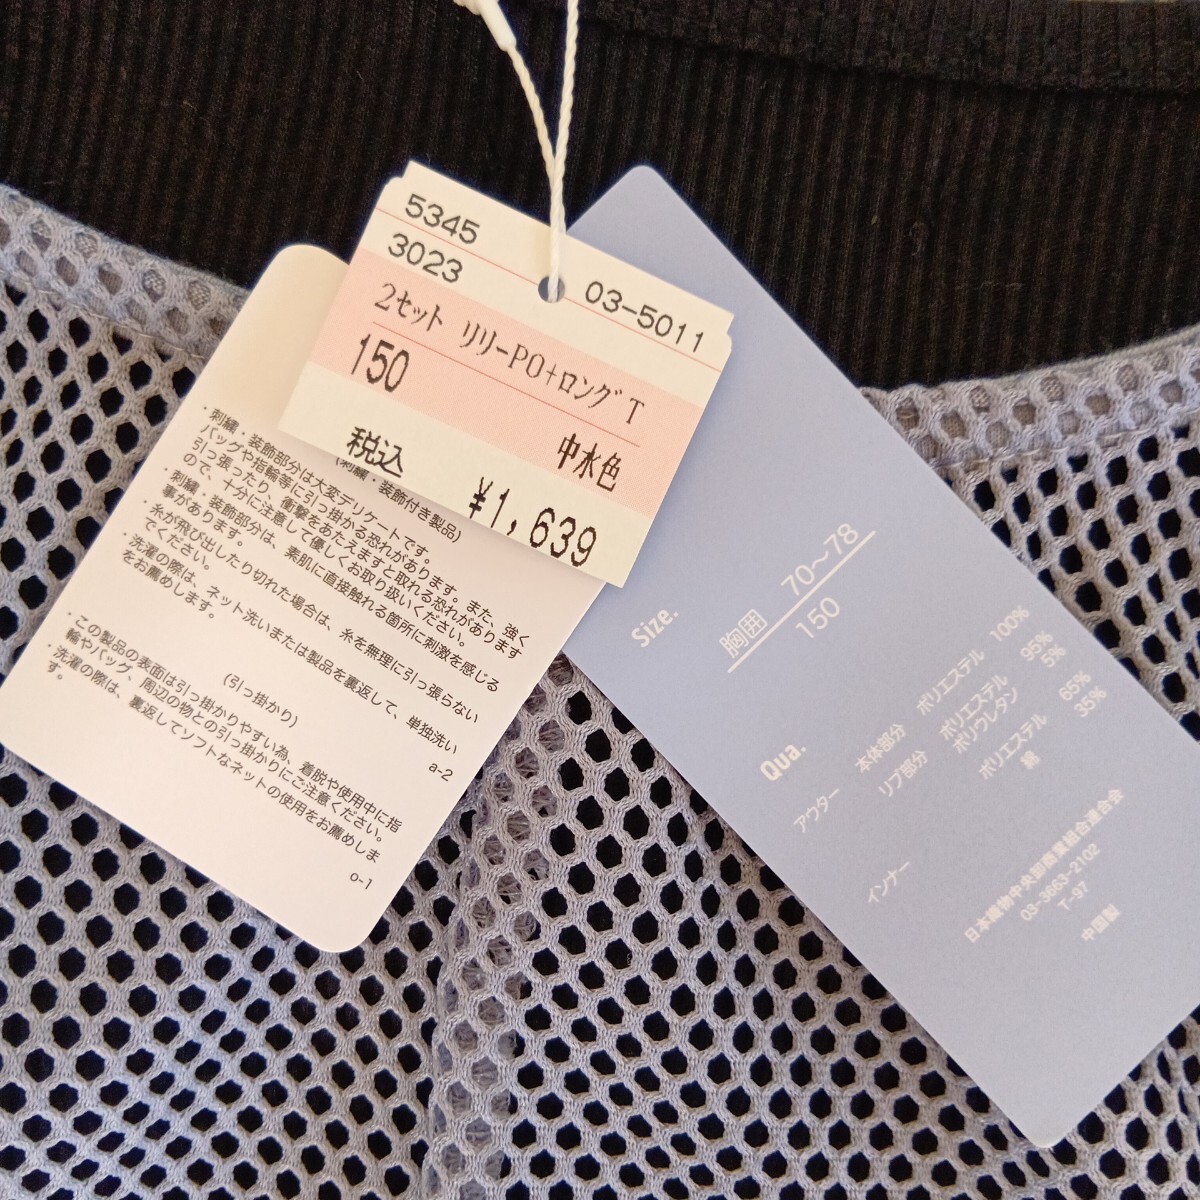 5345
3023
03-5011
2セット リリーPO+ロングT
150
中水色
税込
¥1,639
(刺繍・装飾付き製品)
・刺繍・装飾部分は大変デリケートです。
バッグや指輪等に引っ掛かる恐れがあります。また、強く
引っ張ったり、衝撃をあたえますと取れる恐れがあります
ので、十分に注意して優しくお取り扱いください。
・刺繍・装飾部分は、素肌に直接触れる箇所に刺激を感じる
事があります。
・糸が飛び出したり切れた場合は、糸を無理に引っ張らない
でください。
・洗濯の際は、ネット洗いまたは製品を裏返して、単独洗い
をお薦めします。
a-2
(引っ掛かり)
・この製品の表面は引っ掛かりやすい為、着脱や使用中に指
輪やバッグ、周辺の物との引っ掛かりにご注意ください。
・洗濯の際は、裏返してソフトなネットの使用をお薦めしま
す。
o-1
Size.
胸囲 70~78
150
Qua.
アウター 本体部分 ポリエステル 100%
リブ部分 ポリエステル 95%
ポリウレタン 5%
インナー ポリエステル 65%
綿 35%
日本織物中央卸商業組合連合会
03-3663-2102
T-97
中国製